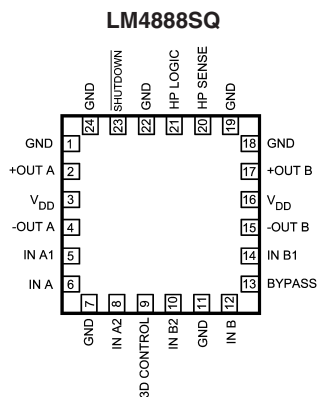 LM4888SQ
GND
SHUTDOWN
GND
HP LOGIC
HP SENSE
GND
24
23
22
21
20
19
GND 1
+OUT A 2
VDD 3
-OUT A 4
IN A1 5
IN A 6
18 GND
17 +OUT B
16 VDD
15 -OUT B
14 IN B1
13 BYPASS
7
8
9
10
11
12
GND
IN A2
3D CONTROL
IN B2
GND
IN B